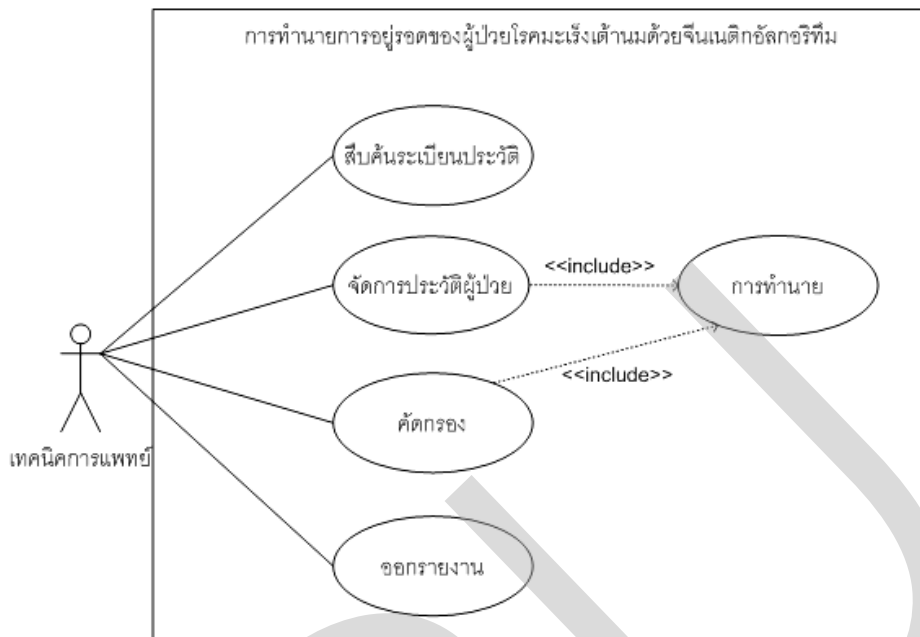 การทำนายการอยู่รอดของผู้ป่วยโรคมะเร็งเต้านมด้วยจีนเนติกอัลกอริทึม
สืบค้นระเบียนประวัติ
จัดการประวัติผู้ป่วย
<<include>>
การทำนาย
<<include>>
คัดกรอง
เทคนิคการแพทย์
ออกรายงาน